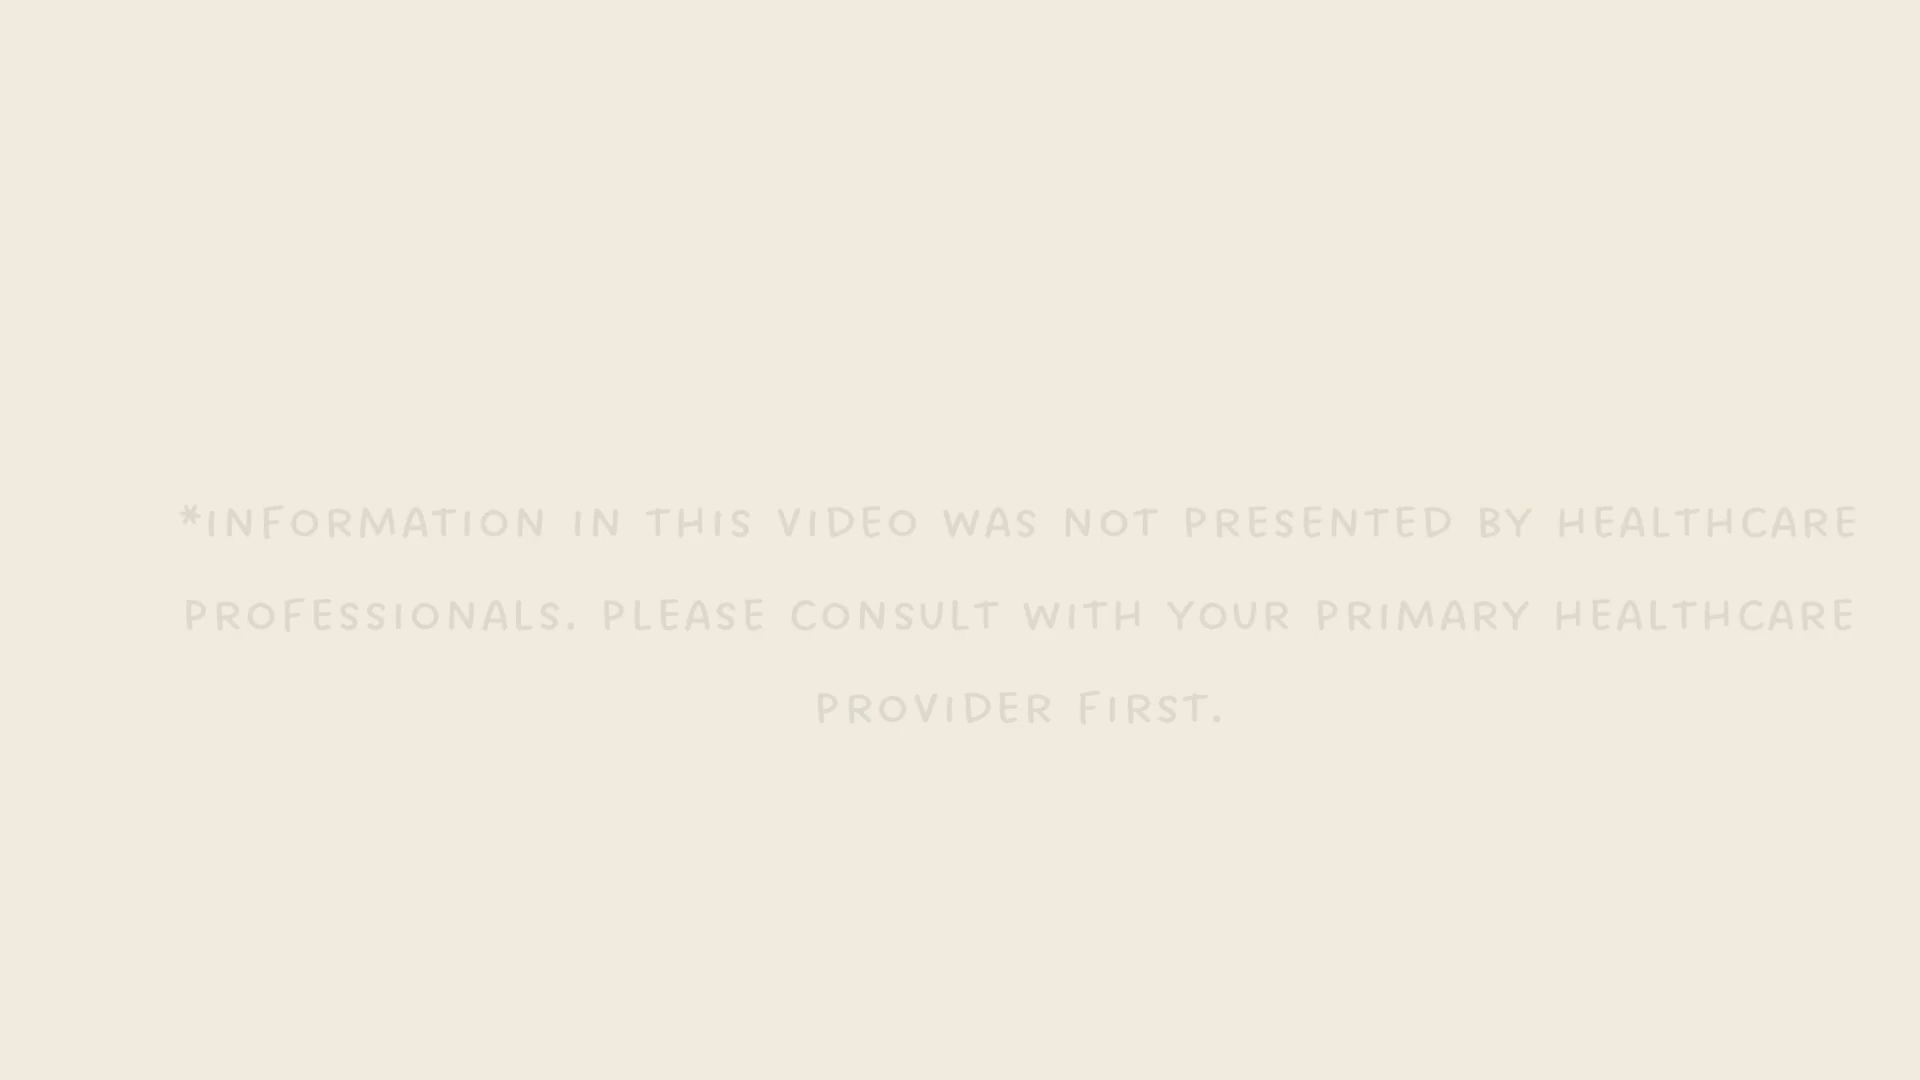 *INFORMATION IN THIS VIDEO WAS NOT PRESENTED BY HEALTHCARE
PROFESSIONALS. PLEASE CONSULT WITH YOUR PRIMARY HEALTHCARE
PROVIDER FIRST.